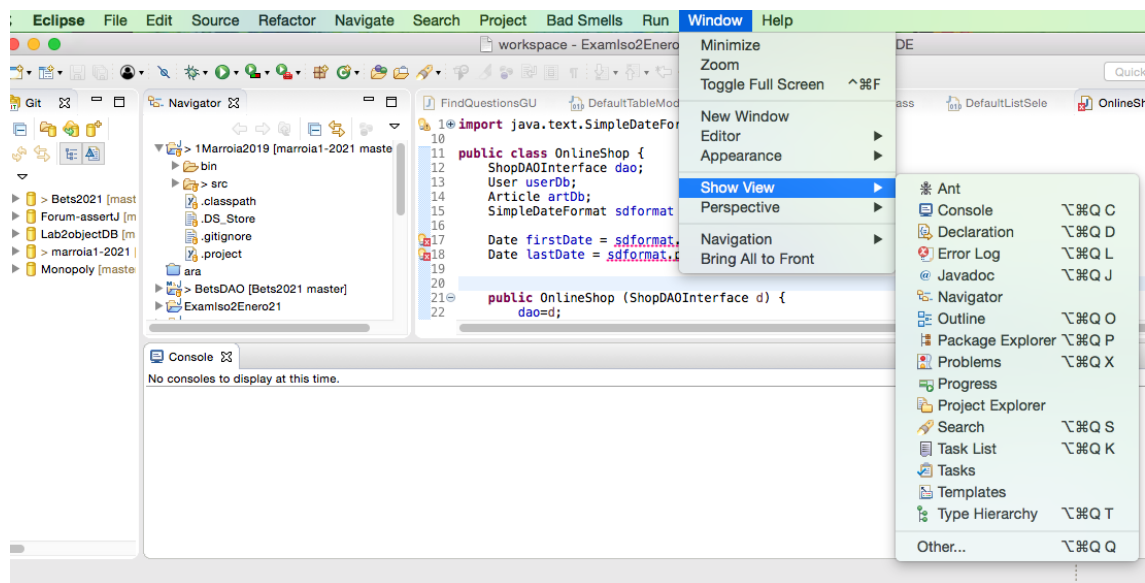 Eclipse File Edit Source Refactor Navigate Search Project Bad Smells Run Window Help
workspace - ExamIso2Enero
DE
Minimize
Zoom
Toggle Full Screen ^⌘F
New Window
Editor
Appearance
Show View
Perspective
Navigation
Bring All to Front
Quick
Git
Navigator
FindQuestionsGU
DefaultTableMod
ass
DefaultListSele
OnlineSh
> Bets2021 [mast
Forum-assertJ [m
Lab2objectDB [m
> marroia1-2021 |
Monopoly [maste
> 1Marroia2019 [marroia1-2021 maste
bin
> src
.classpath
.DS_Store
.gitignore
.project
ara
> BetsDAO [Bets2021 master]
ExamIso2Enero21
1 import java.text.SimpleDateFor
10
11 public class OnlineShop {
12 ShopDAOInterface dao;
13 User userDb;
14 Article artDb;
15 SimpleDateFormat sdformat
16
17 Date firstDate = sdformat.
18 Date lastDate = sdformat.p
19
20
21 public OnlineShop (ShopDAOInterface d) {
22 dao=d;
Console
No consoles to display at this time.
Ant
Console ⌥⌘Q C
Declaration ⌥⌘Q D
Error Log ⌥⌘Q L
Javadoc ⌥⌘Q J
Navigator
Outline ⌥⌘Q O
Package Explorer ⌥⌘Q P
Problems ⌥⌘Q X
Progress
Project Explorer
Search ⌥⌘Q S
Task List ⌥⌘Q K
Tasks
Templates
Type Hierarchy ⌥⌘Q T
Other... ⌥⌘Q Q